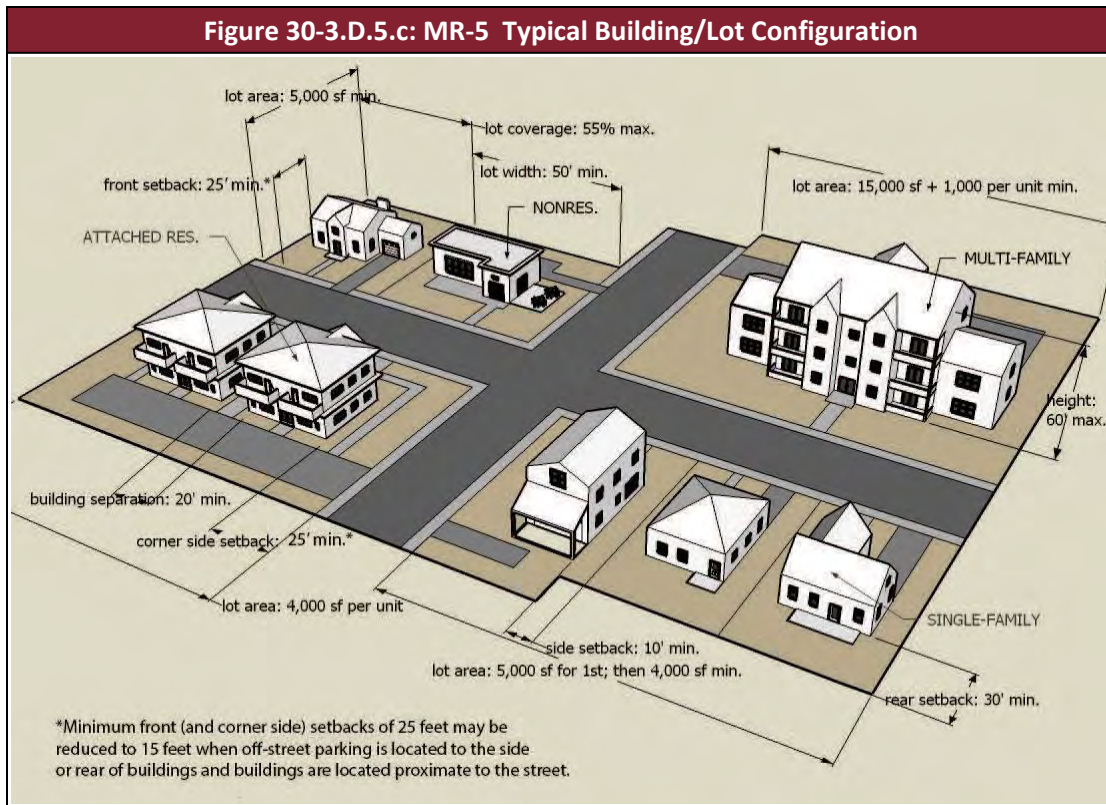 Figure 30-3.D.5.c: MR-5 Typical Building/Lot Configuration
lot area: 5,000 sf min.
lot coverage: 55% max.
lot width: 50' min.
front setback: 25' min.*
lot area: 15,000 sf + 1,000 per unit min.
NONRES.
ATTACHED RES.
MULTI-FAMILY
height:
60' max.
building separation: 20' min.
corner side setback: 25' min.*
lot area: 4,000 sf per unit
SINGLE-FAMILY
side setback: 10' min.
lot area: 5,000 sf for 1st; then 4,000 sf min.
rear setback: 30' min.
*Minimum front (and corner side) setbacks of 25 feet may be
reduced to 15 feet when off-street parking is located to the side
or rear of buildings and buildings are located proximate to the street.